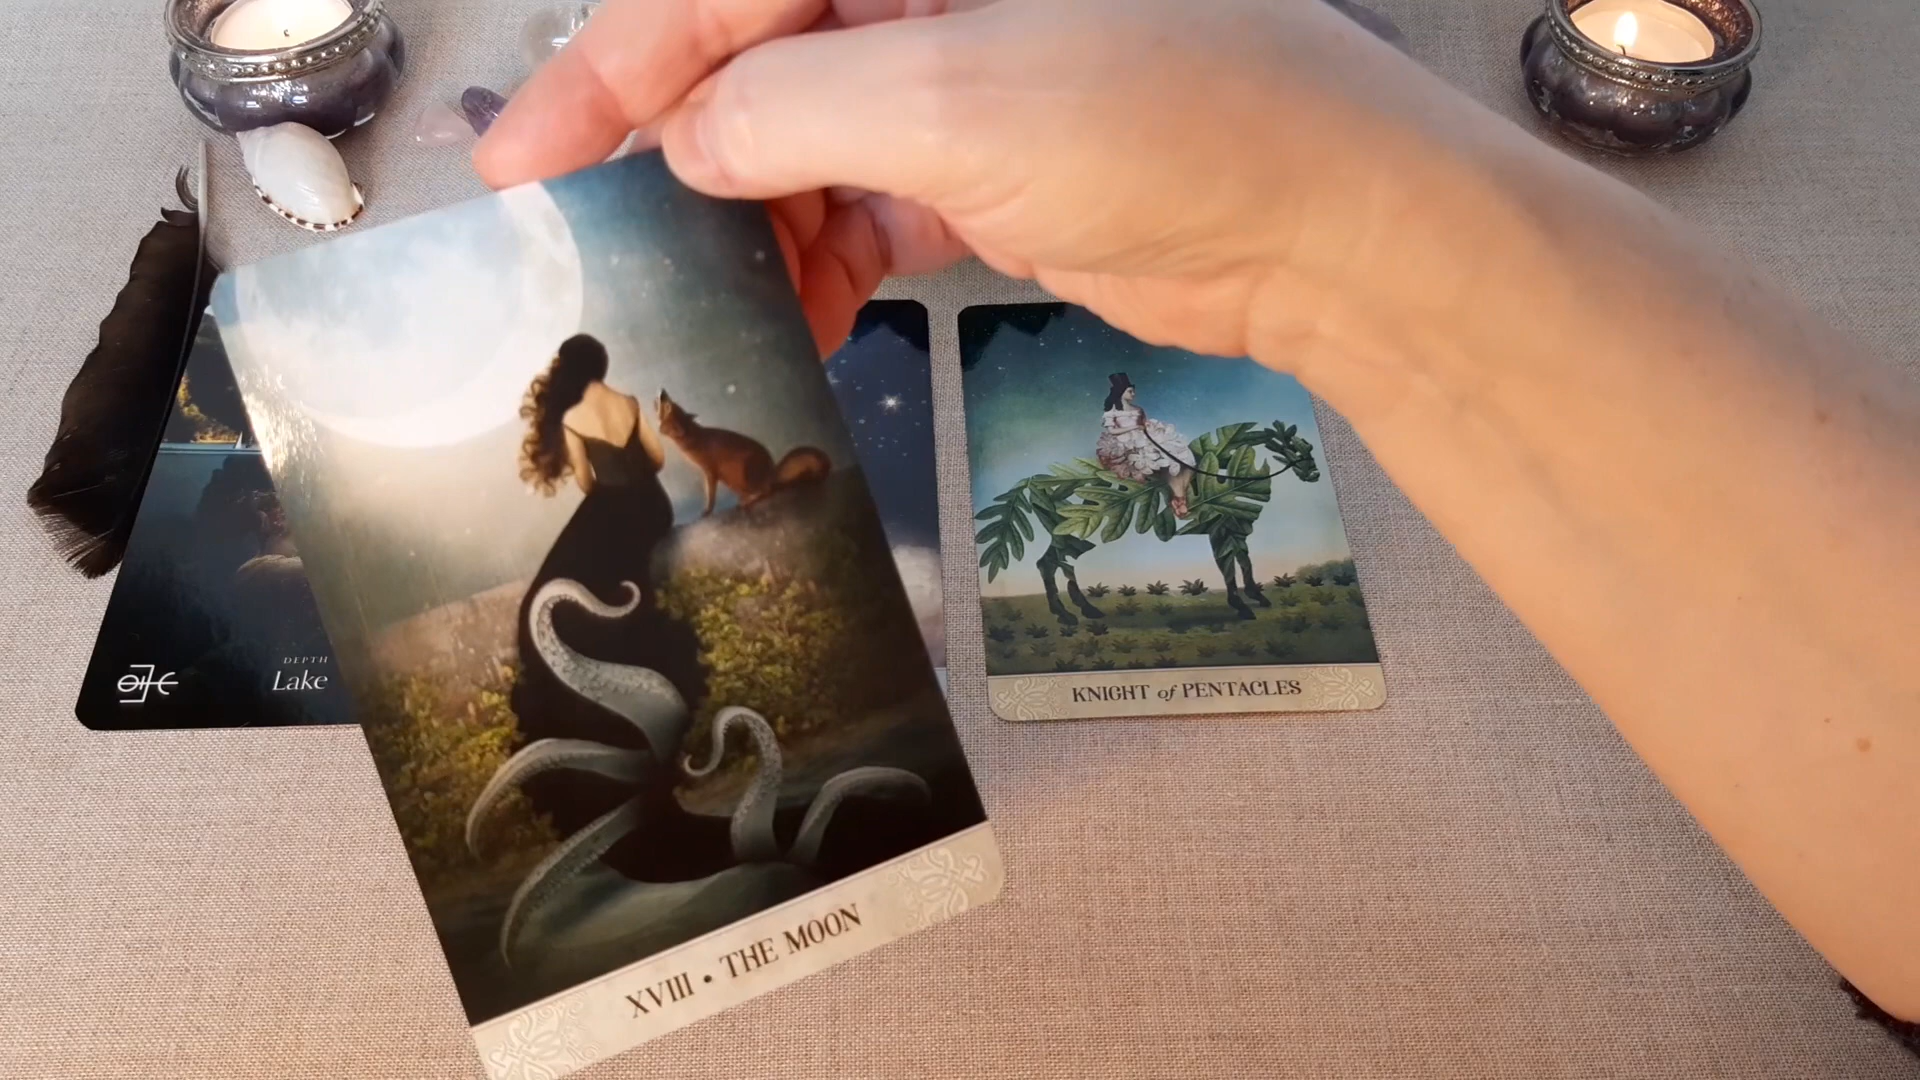 DEPTH
Lake
KNIGHT of PENTACLES
XVIII • THE MOON